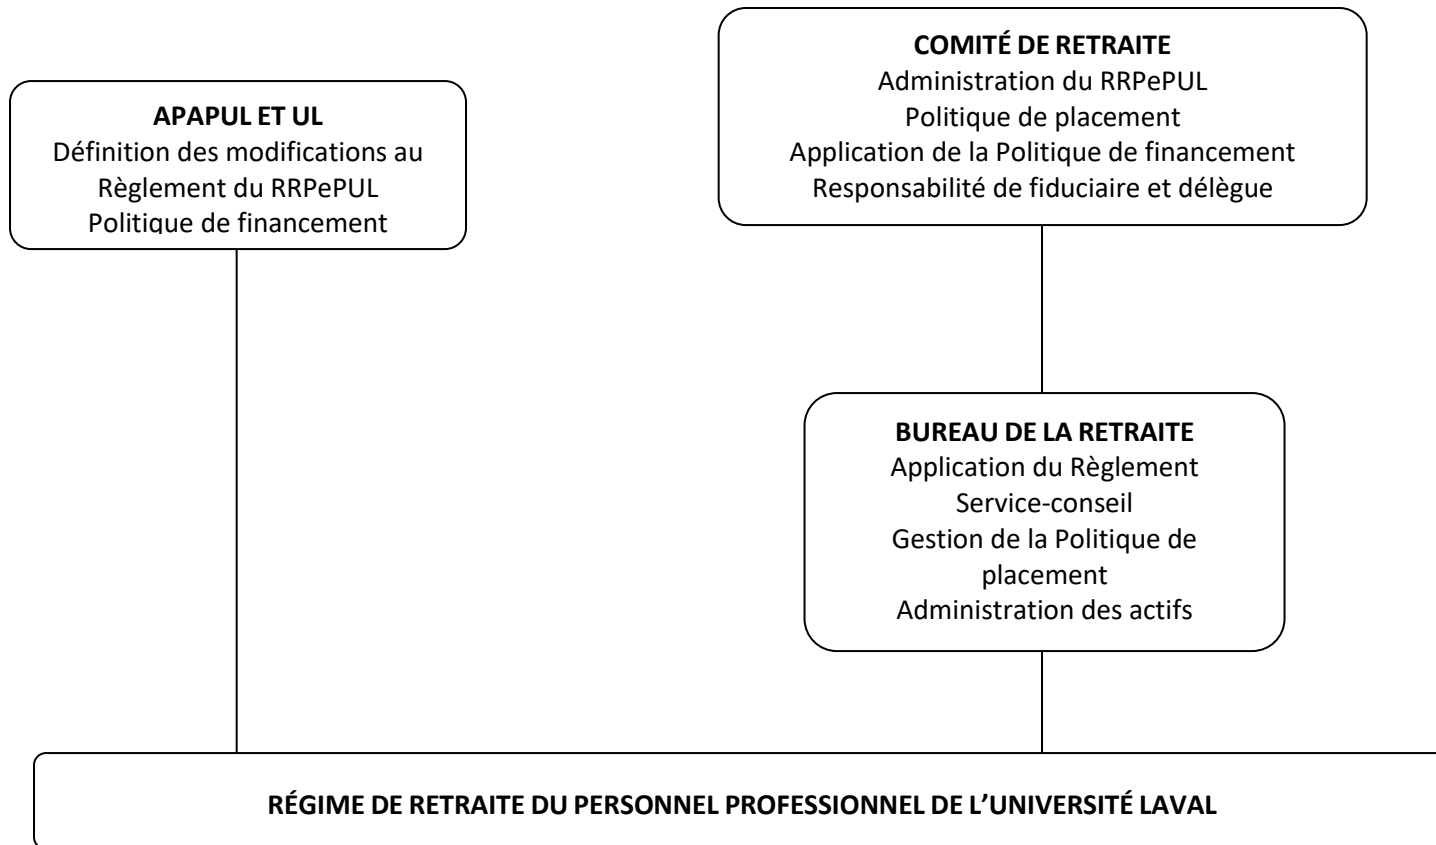 APAPUL ET UL
Définition des modifications au
Règlement du RRPePUL
Politique de financement
COMITÉ DE RETRAITE
Administration du RRPePUL
Politique de placement
Application de la Politique de financement
Responsabilité de fiduciaire et délègue
BUREAU DE LA RETRAITE
Application du Règlement
Service-conseil
Gestion de la Politique de
placement
Administration des actifs
RÉGIME DE RETRAITE DU PERSONNEL PROFESSIONNEL DE L’UNIVERSITÉ LAVAL